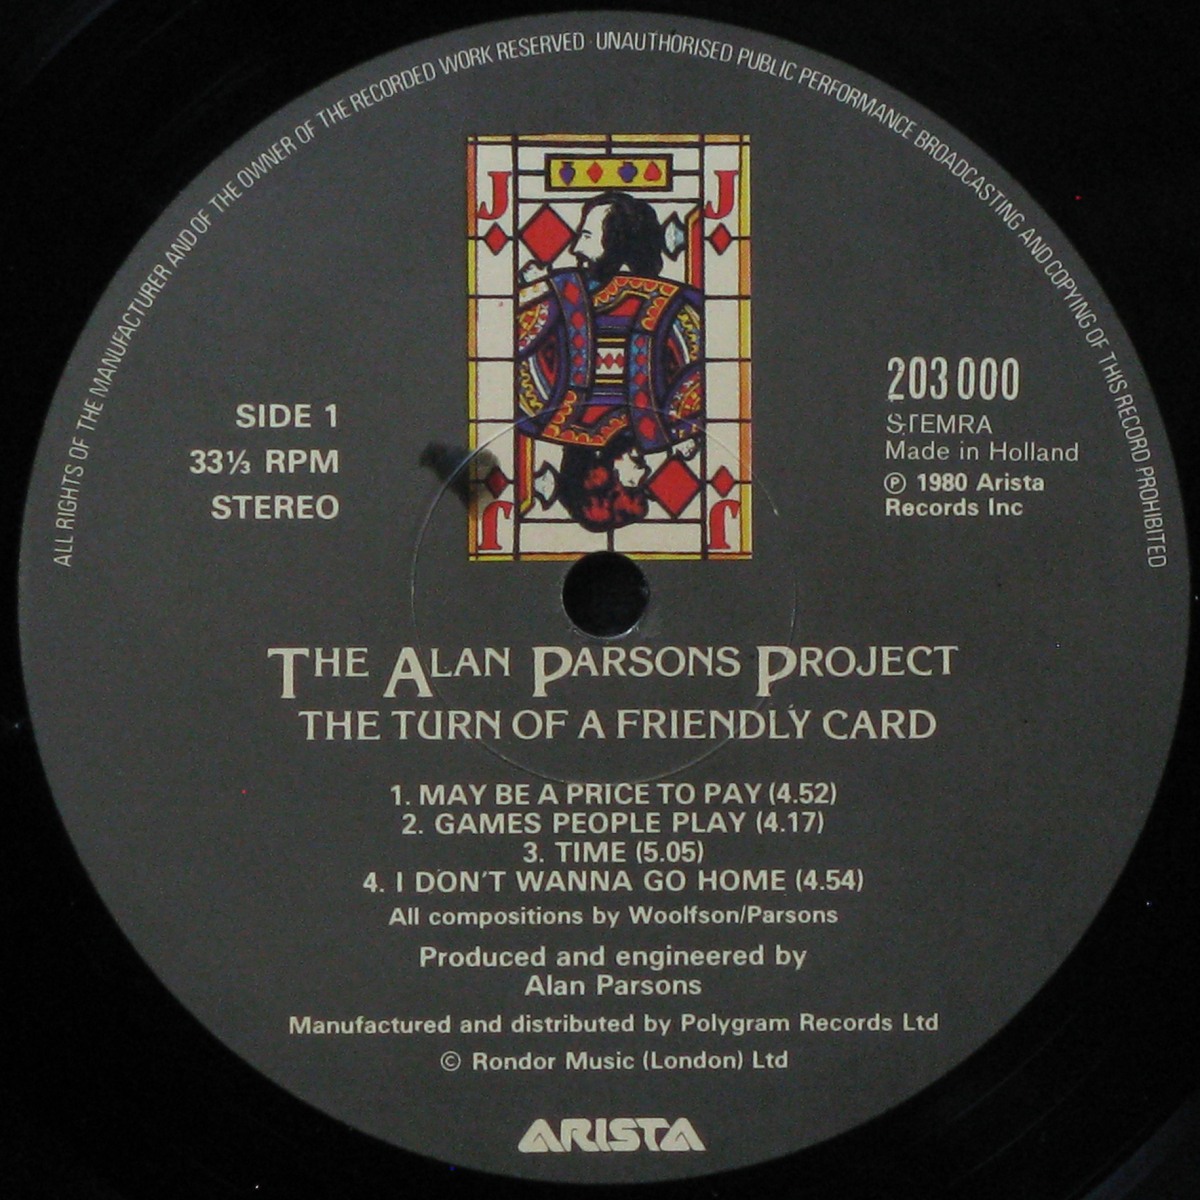 ALL RIGHTS OF THE MANUFACTURER AND OF THE OWNER OF THE RECORDED WORK RESERVED · UNAUTHORISED PUBLIC PERFORMANCE BROADCASTING AND COPYING OF THIS RECORD PROHIBITED
J J
SIDE 1
33⅓ RPM
STEREO
203 000
STEMRA
Made in Holland
℗ 1980 Arista
Records Inc
J J
THE ALAN PARSONS PROJECT
THE TURN OF A FRIENDLY CARD
1. MAY BE A PRICE TO PAY (4.52)
2. GAMES PEOPLE PLAY (4.17)
3. TIME (5.05)
4. I DON'T WANNA GO HOME (4.54)
All compositions by Woolfson/Parsons
Produced and engineered by
Alan Parsons
Manufactured and distributed by Polygram Records Ltd
© Rondor Music (London) Ltd
ARISTA